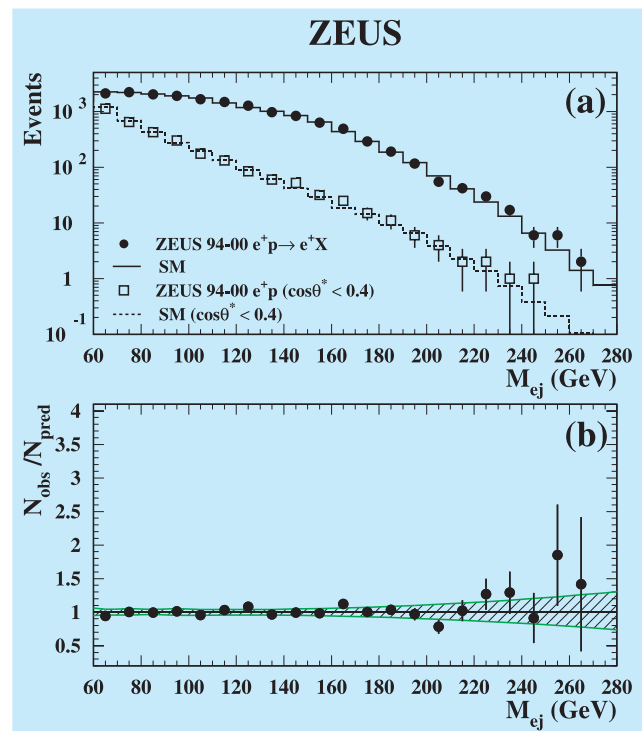 ZEUS
(a)
Events
10³
10²
10
1
10⁻¹
ZEUS 94-00 e⁺p→ e⁺X
SM
ZEUS 94-00 e⁺p (cosθ* < 0.4)
SM (cosθ* < 0.4)
60 80 100 120 140 160 180 200 220 240 260 280
M_ej (GeV)
(b)
N_obs /N_pred
4
3.5
3
2.5
2
1.5
1
0.5
60 80 100 120 140 160 180 200 220 240 260 280
M_ej (GeV)